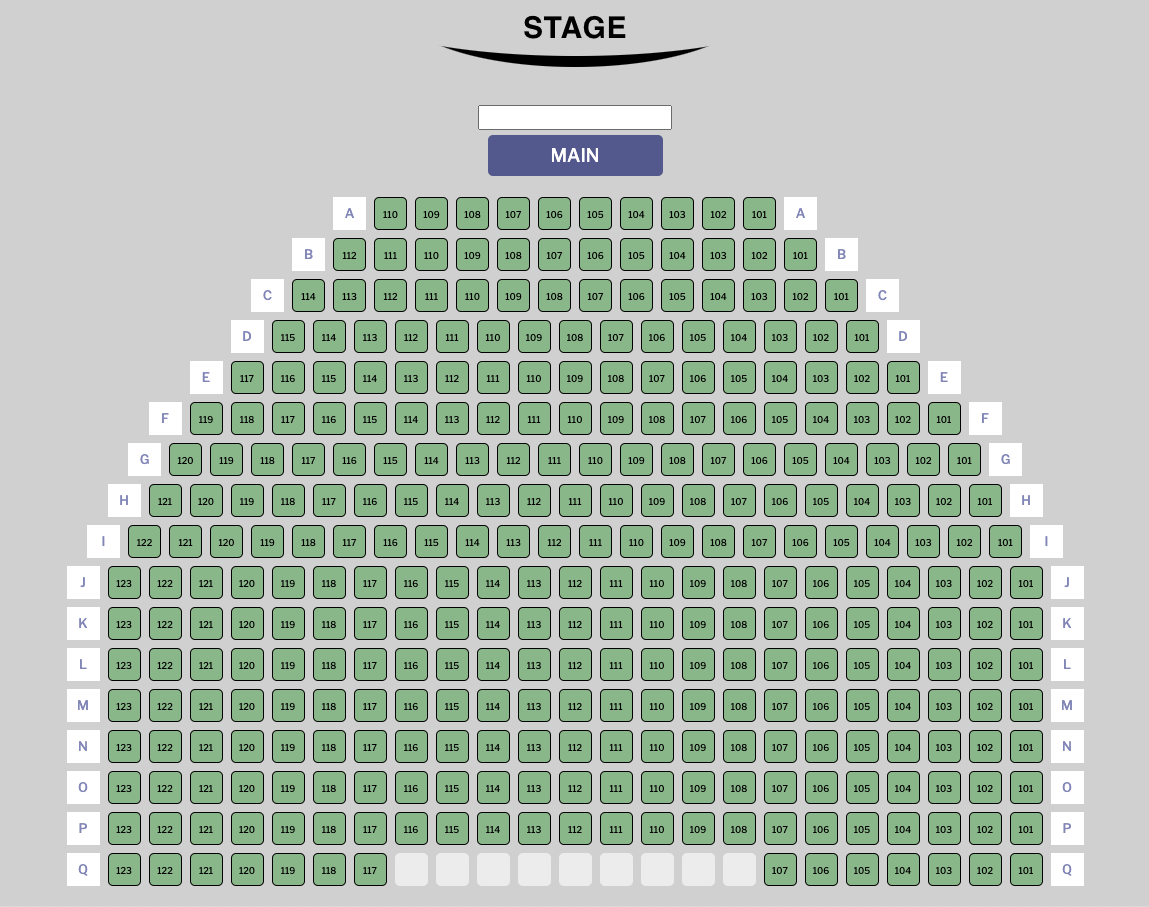 STAGE
MAIN
A 110 109 108 107 106 105 104 103 102 101 A
B 112 111 110 109 108 107 106 105 104 103 102 101 B
C 114 113 112 111 110 109 108 107 106 105 104 103 102 101 C
D 115 114 113 112 111 110 109 108 107 106 105 104 103 102 101 D
E 117 116 115 114 113 112 111 110 109 108 107 106 105 104 103 102 101 E
F 119 118 117 116 115 114 113 112 111 110 109 108 107 106 105 104 103 102 101 F
G 120 119 118 117 116 115 114 113 112 111 110 109 108 107 106 105 104 103 102 101 G
H 121 120 119 118 117 116 115 114 113 112 111 110 109 108 107 106 105 104 103 102 101 H
I 122 121 120 119 118 117 116 115 114 113 112 111 110 109 108 107 106 105 104 103 102 101 I
J 123 122 121 120 119 118 117 116 115 114 113 112 111 110 109 108 107 106 105 104 103 102 101 J
K 123 122 121 120 119 118 117 116 115 114 113 112 111 110 109 108 107 106 105 104 103 102 101 K
L 123 122 121 120 119 118 117 116 115 114 113 112 111 110 109 108 107 106 105 104 103 102 101 L
M 123 122 121 120 119 118 117 116 115 114 113 112 111 110 109 108 107 106 105 104 103 102 101 M
N 123 122 121 120 119 118 117 116 115 114 113 112 111 110 109 108 107 106 105 104 103 102 101 N
O 123 122 121 120 119 118 117 116 115 114 113 112 111 110 109 108 107 106 105 104 103 102 101 O
P 123 122 121 120 119 118 117 116 115 114 113 112 111 110 109 108 107 106 105 104 103 102 101 P
Q 123 122 121 120 119 118 117 107 106 105 104 103 102 101 Q